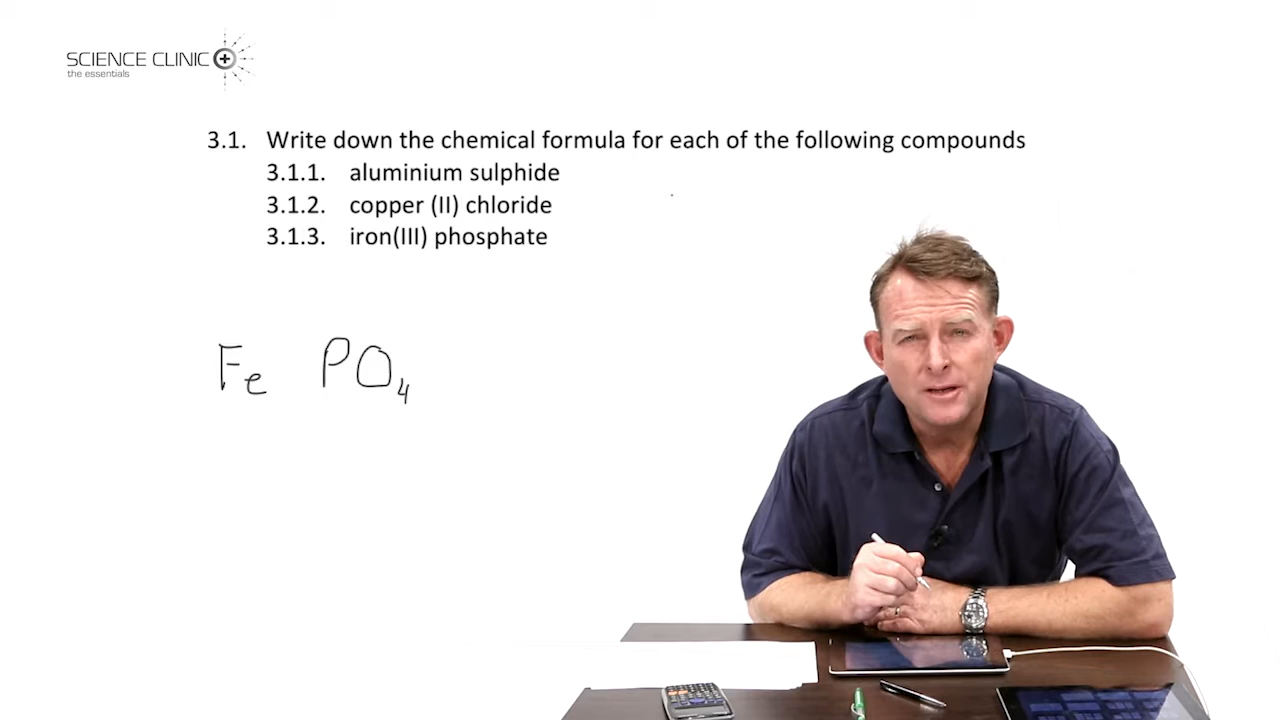 SCIENCE CLINIC
the essentials
3.1. Write down the chemical formula for each of the following compounds
3.1.1. aluminium sulphide
3.1.2. copper (II) chloride
3.1.3. iron(III) phosphate
Fe PO₄